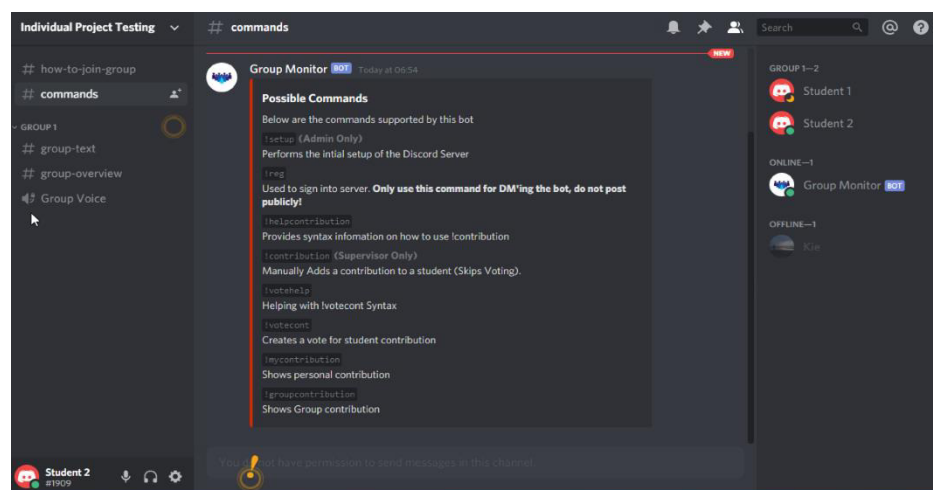 Individual Project Testing
# how-to-join-group
# commands
GROUP 1
# group-text
# group-overview
Group Voice
Student 2
#1909
# commands
Search
NEW
Group Monitor BOT Today at 06:54
Possible Commands
Below are the commands supported by this bot
!setup (Admin Only)
Performs the intial setup of the Discord Server
!reg
Used to sign into server. Only use this command for DM'ing the bot, do not post
publicly!
!helpcontribution
Provides syntax infomation on how to use !contribution
!contribution (Supervisor Only)
Manually Adds a contribution to a student (Skips Voting).
!votehelp
Helping with !votecont Syntax
!votecont
Creates a vote for student contribution
!mycontribution
Shows personal contribution
!groupcontribution
Shows Group contribution
You do not have permission to send messages in this channel.
GROUP 1—2
Student 1
Student 2
ONLINE—1
Group Monitor BOT
OFFLINE—1
Kie